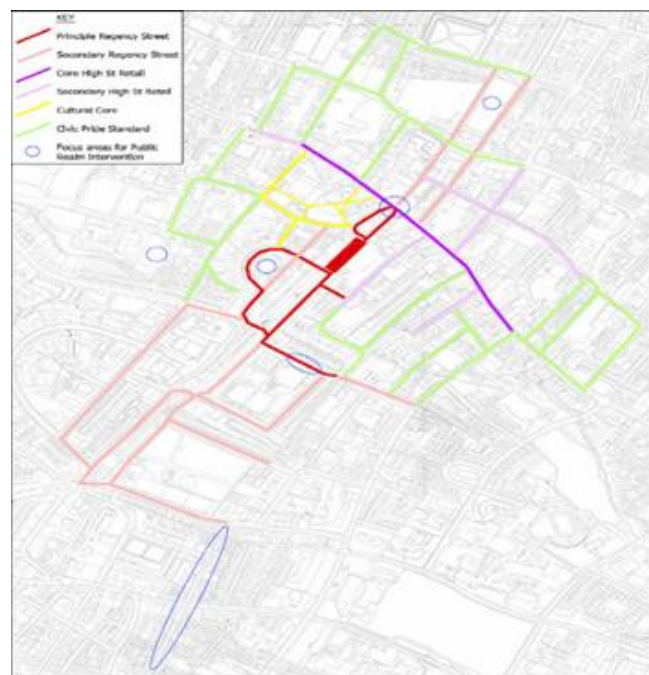 KEY
Principle Regency Street
Secondary Regency Street
Core High St Retail
Secondary High St Retail
Cultural Core
Civic Pride Standard
Focus areas for Public
Realm Intervention